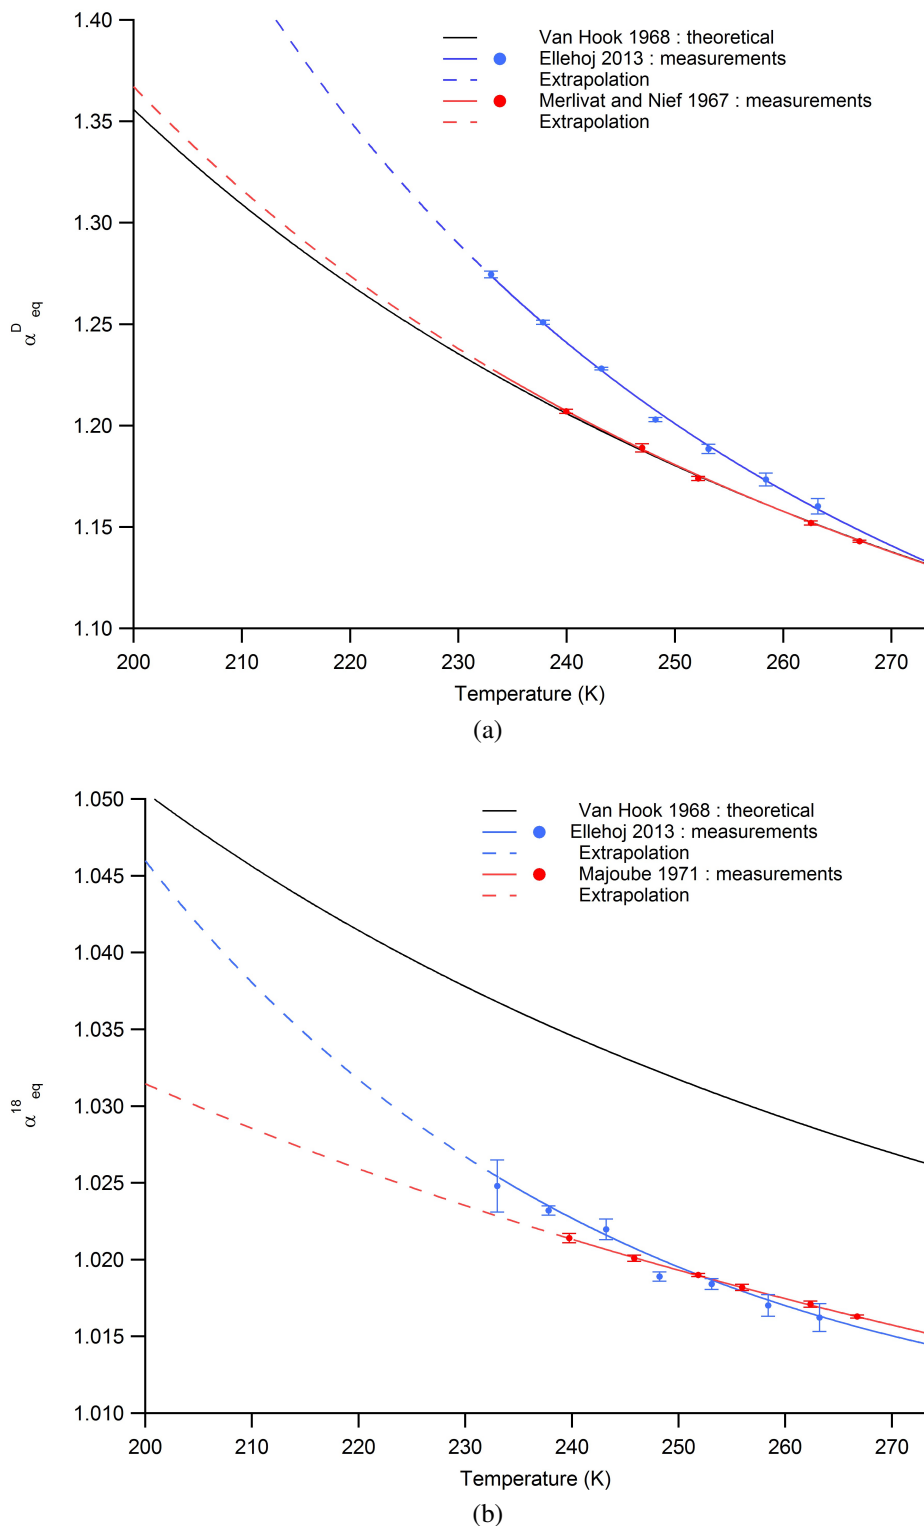 1.40
1.35
1.30
1.25
1.20
1.15
1.10
α D eq
Van Hook 1968 : theoretical
Ellehoj 2013 : measurements
Extrapolation
Merlivat and Nief 1967 : measurements
Extrapolation
200 210 220 230 240 250 260 270
Temperature (K)
(a)
1.050
1.045
1.040
1.035
1.030
1.025
1.020
1.015
1.010
α 18 eq
Van Hook 1968 : theoretical
Ellehoj 2013 : measurements
Extrapolation
Majoube 1971 : measurements
Extrapolation
200 210 220 230 240 250 260 270
Temperature (K)
(b)